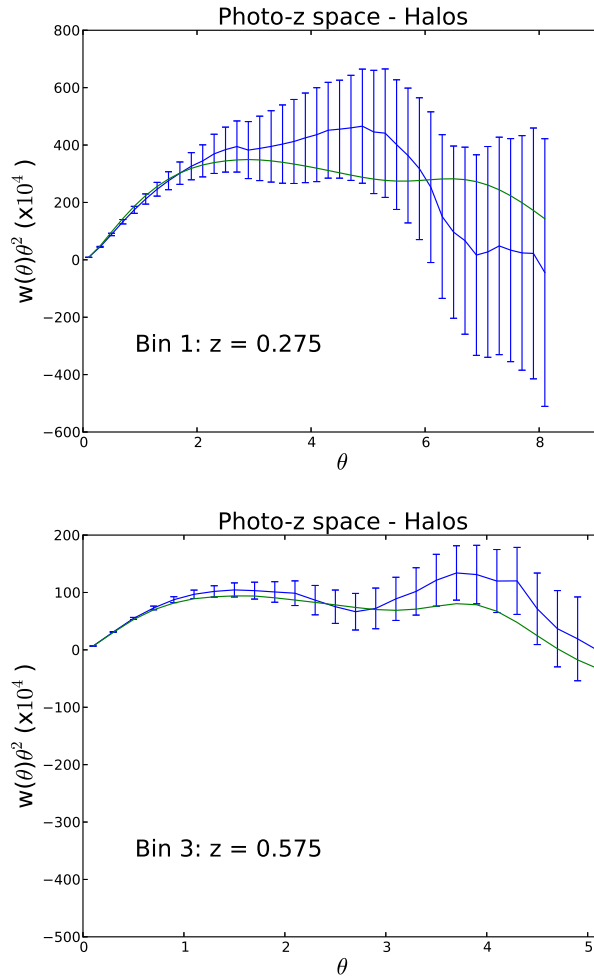 Photo-z space - Halos
800
600
400
200
0
−200
−400
−600
w(θ)θ² (x10⁴ )
Bin 1: z = 0.275
0 2 4 6 8
θ
Photo-z space - Halos
200
100
0
−100
−200
−300
−400
−500
w(θ)θ² (x10⁴ )
Bin 3: z = 0.575
0 1 2 3 4 5
θ